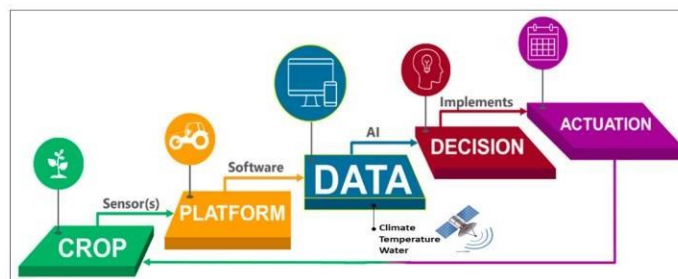 CROP
Sensor(s)
PLATFORM
Software
DATA
AI
DECISION
Implements
ACTUATION
Climate
Temperature
Water